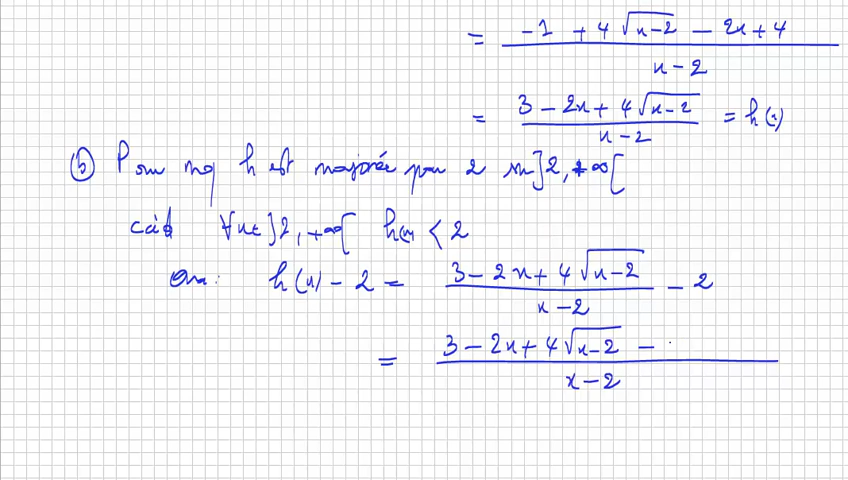 = (-1 + 4√(x-2) - 2x + 4) / (x-2)
= (3 - 2x + 4√(x-2)) / (x-2) = h(x)
b) Pour mq h est majorée par 2 sur ]2, +∞[
càd ∀x∈]2,+∞[ h(x) < 2
On a: h(x) - 2 = (3 - 2x + 4√(x-2)) / (x-2) - 2
= (3 - 2x + 4√(x-2) -) / (x-2)